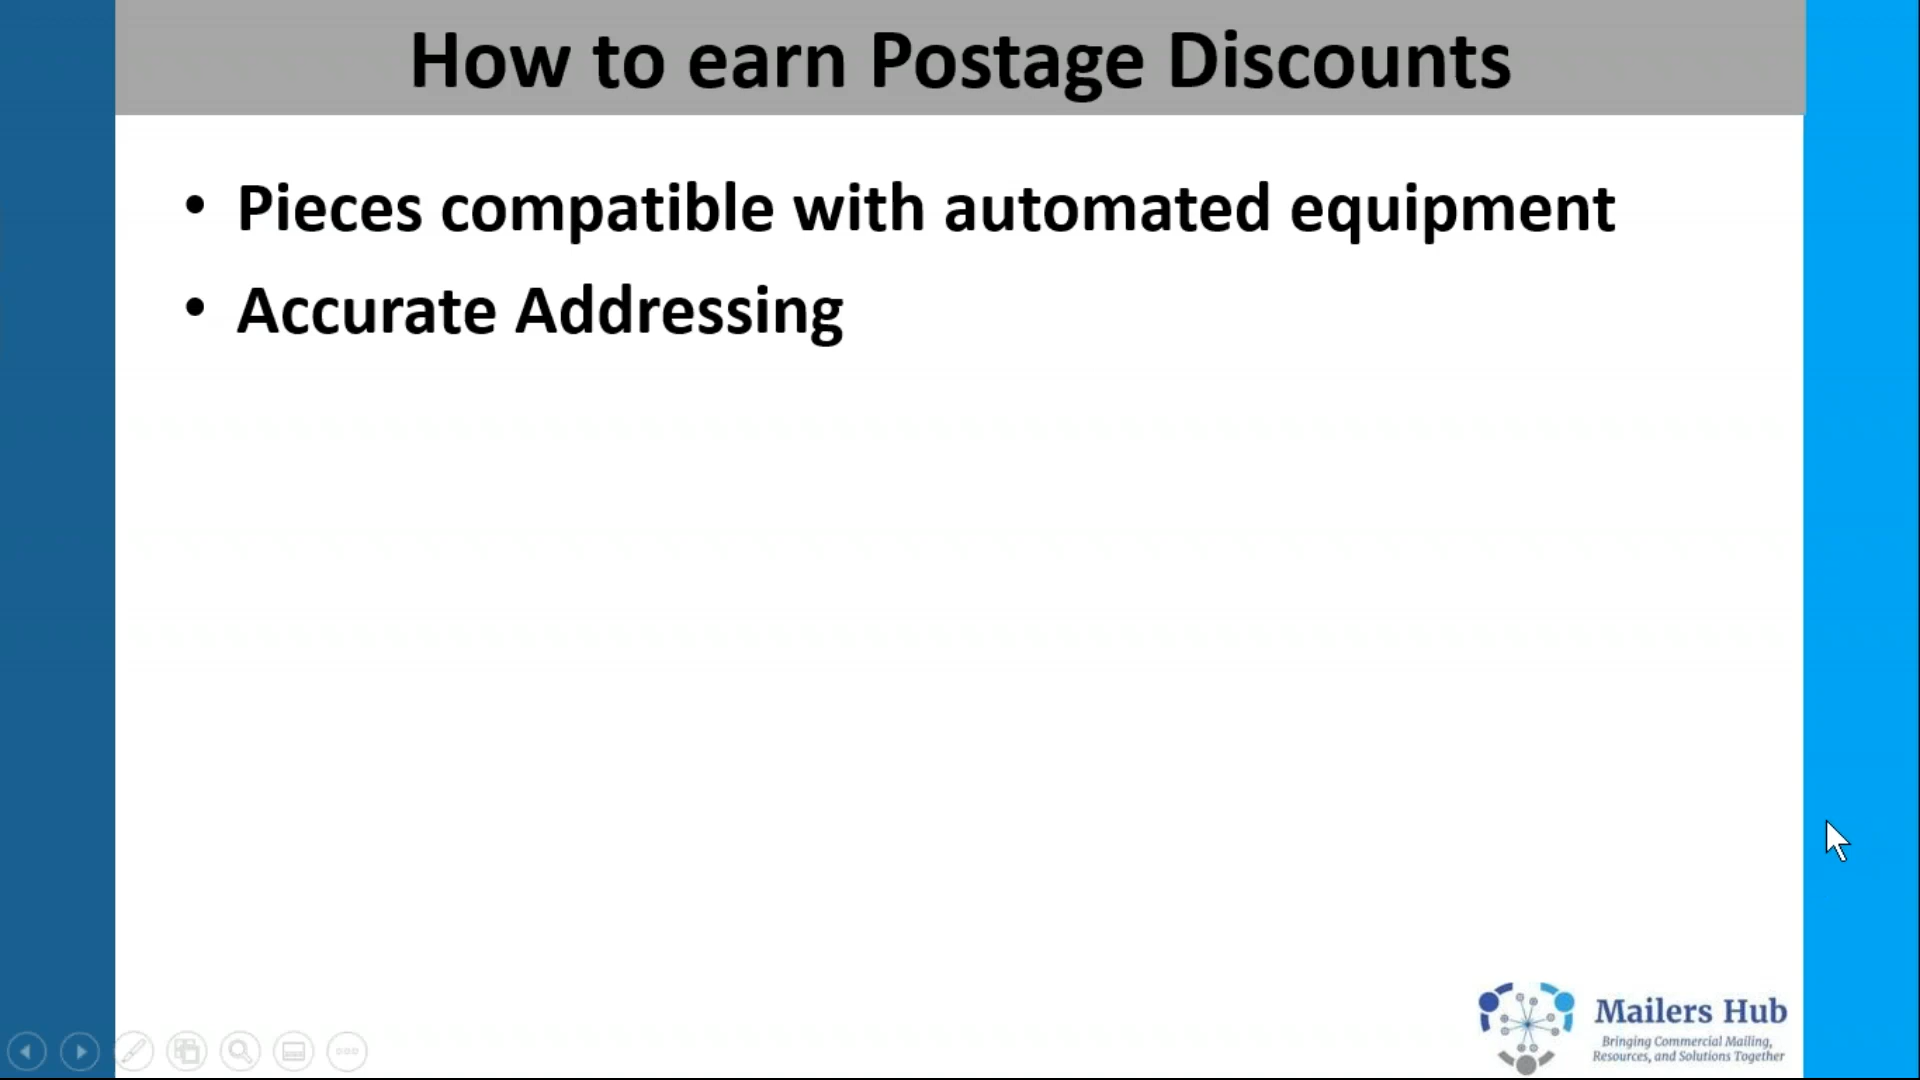 How to earn Postage Discounts
• Pieces compatible with automated equipment
• Accurate Addressing
Mailers Hub
Bringing Commercial Mailing,
Resources, and Solutions Together